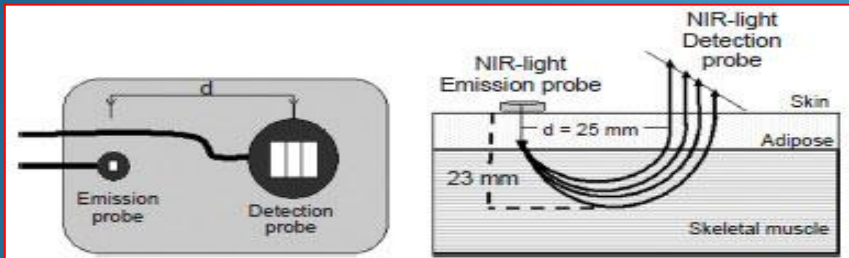 d
Emission
probe
Detection
probe
NIR-light
Emission probe
NIR-light
Detection
probe
Skin
d = 25 mm
Adipose
23 mm
Skeletal muscle